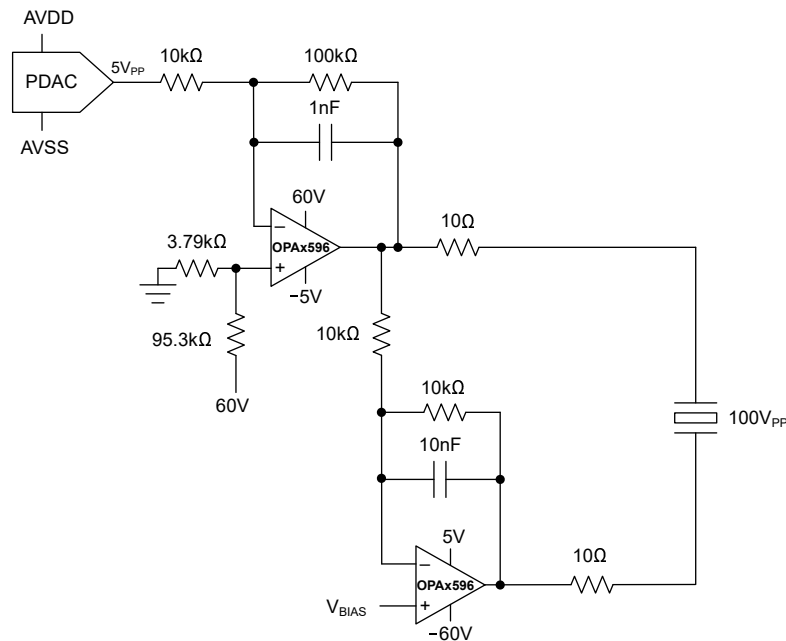 AVDD
PDAC
AVSS
5VPP
10kΩ
100kΩ
1nF
60V
−
OPAx596
+
−5V
3.79kΩ
95.3kΩ
60V
10Ω
10kΩ
10kΩ
10nF
100VPP
5V
−
OPAx596
+
−60V
VBIAS
10Ω